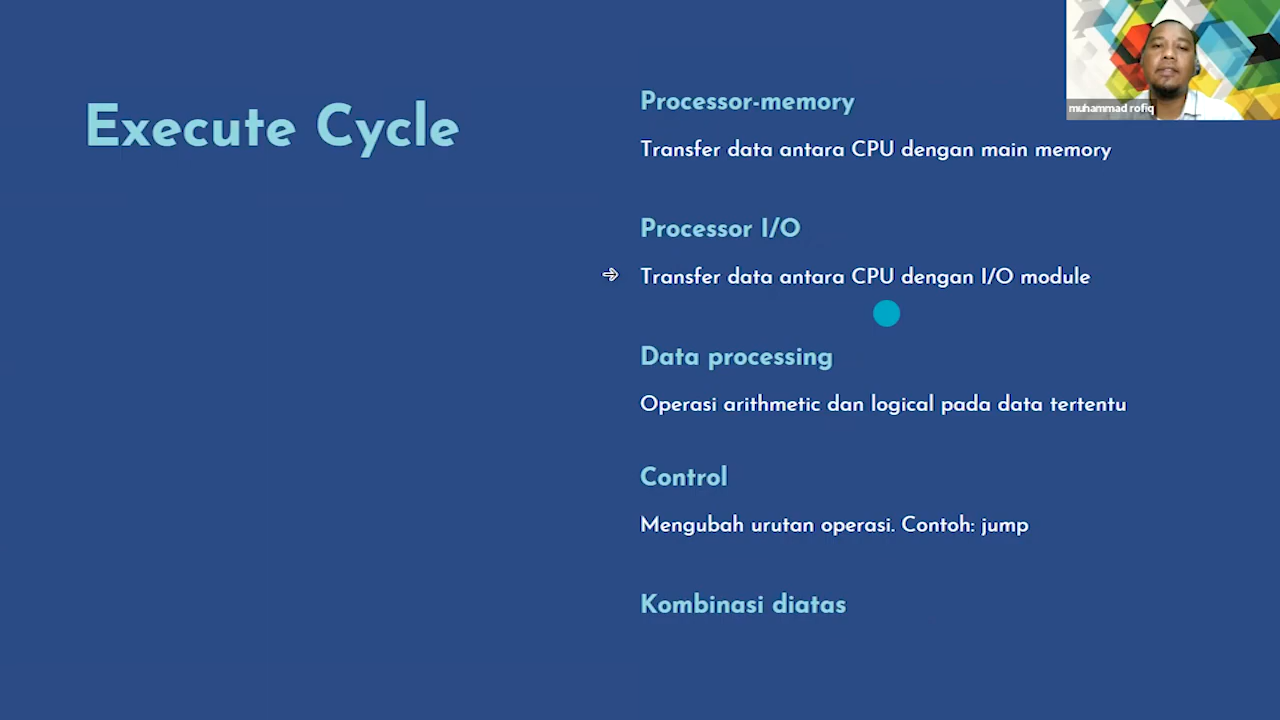 Execute Cycle
Processor-memory
Transfer data antara CPU dengan main memory
Processor I/O
Transfer data antara CPU dengan I/O module
Data processing
Operasi arithmetic dan logical pada data tertentu
Control
Mengubah urutan operasi. Contoh: jump
Kombinasi diatas
muhammad rofiq